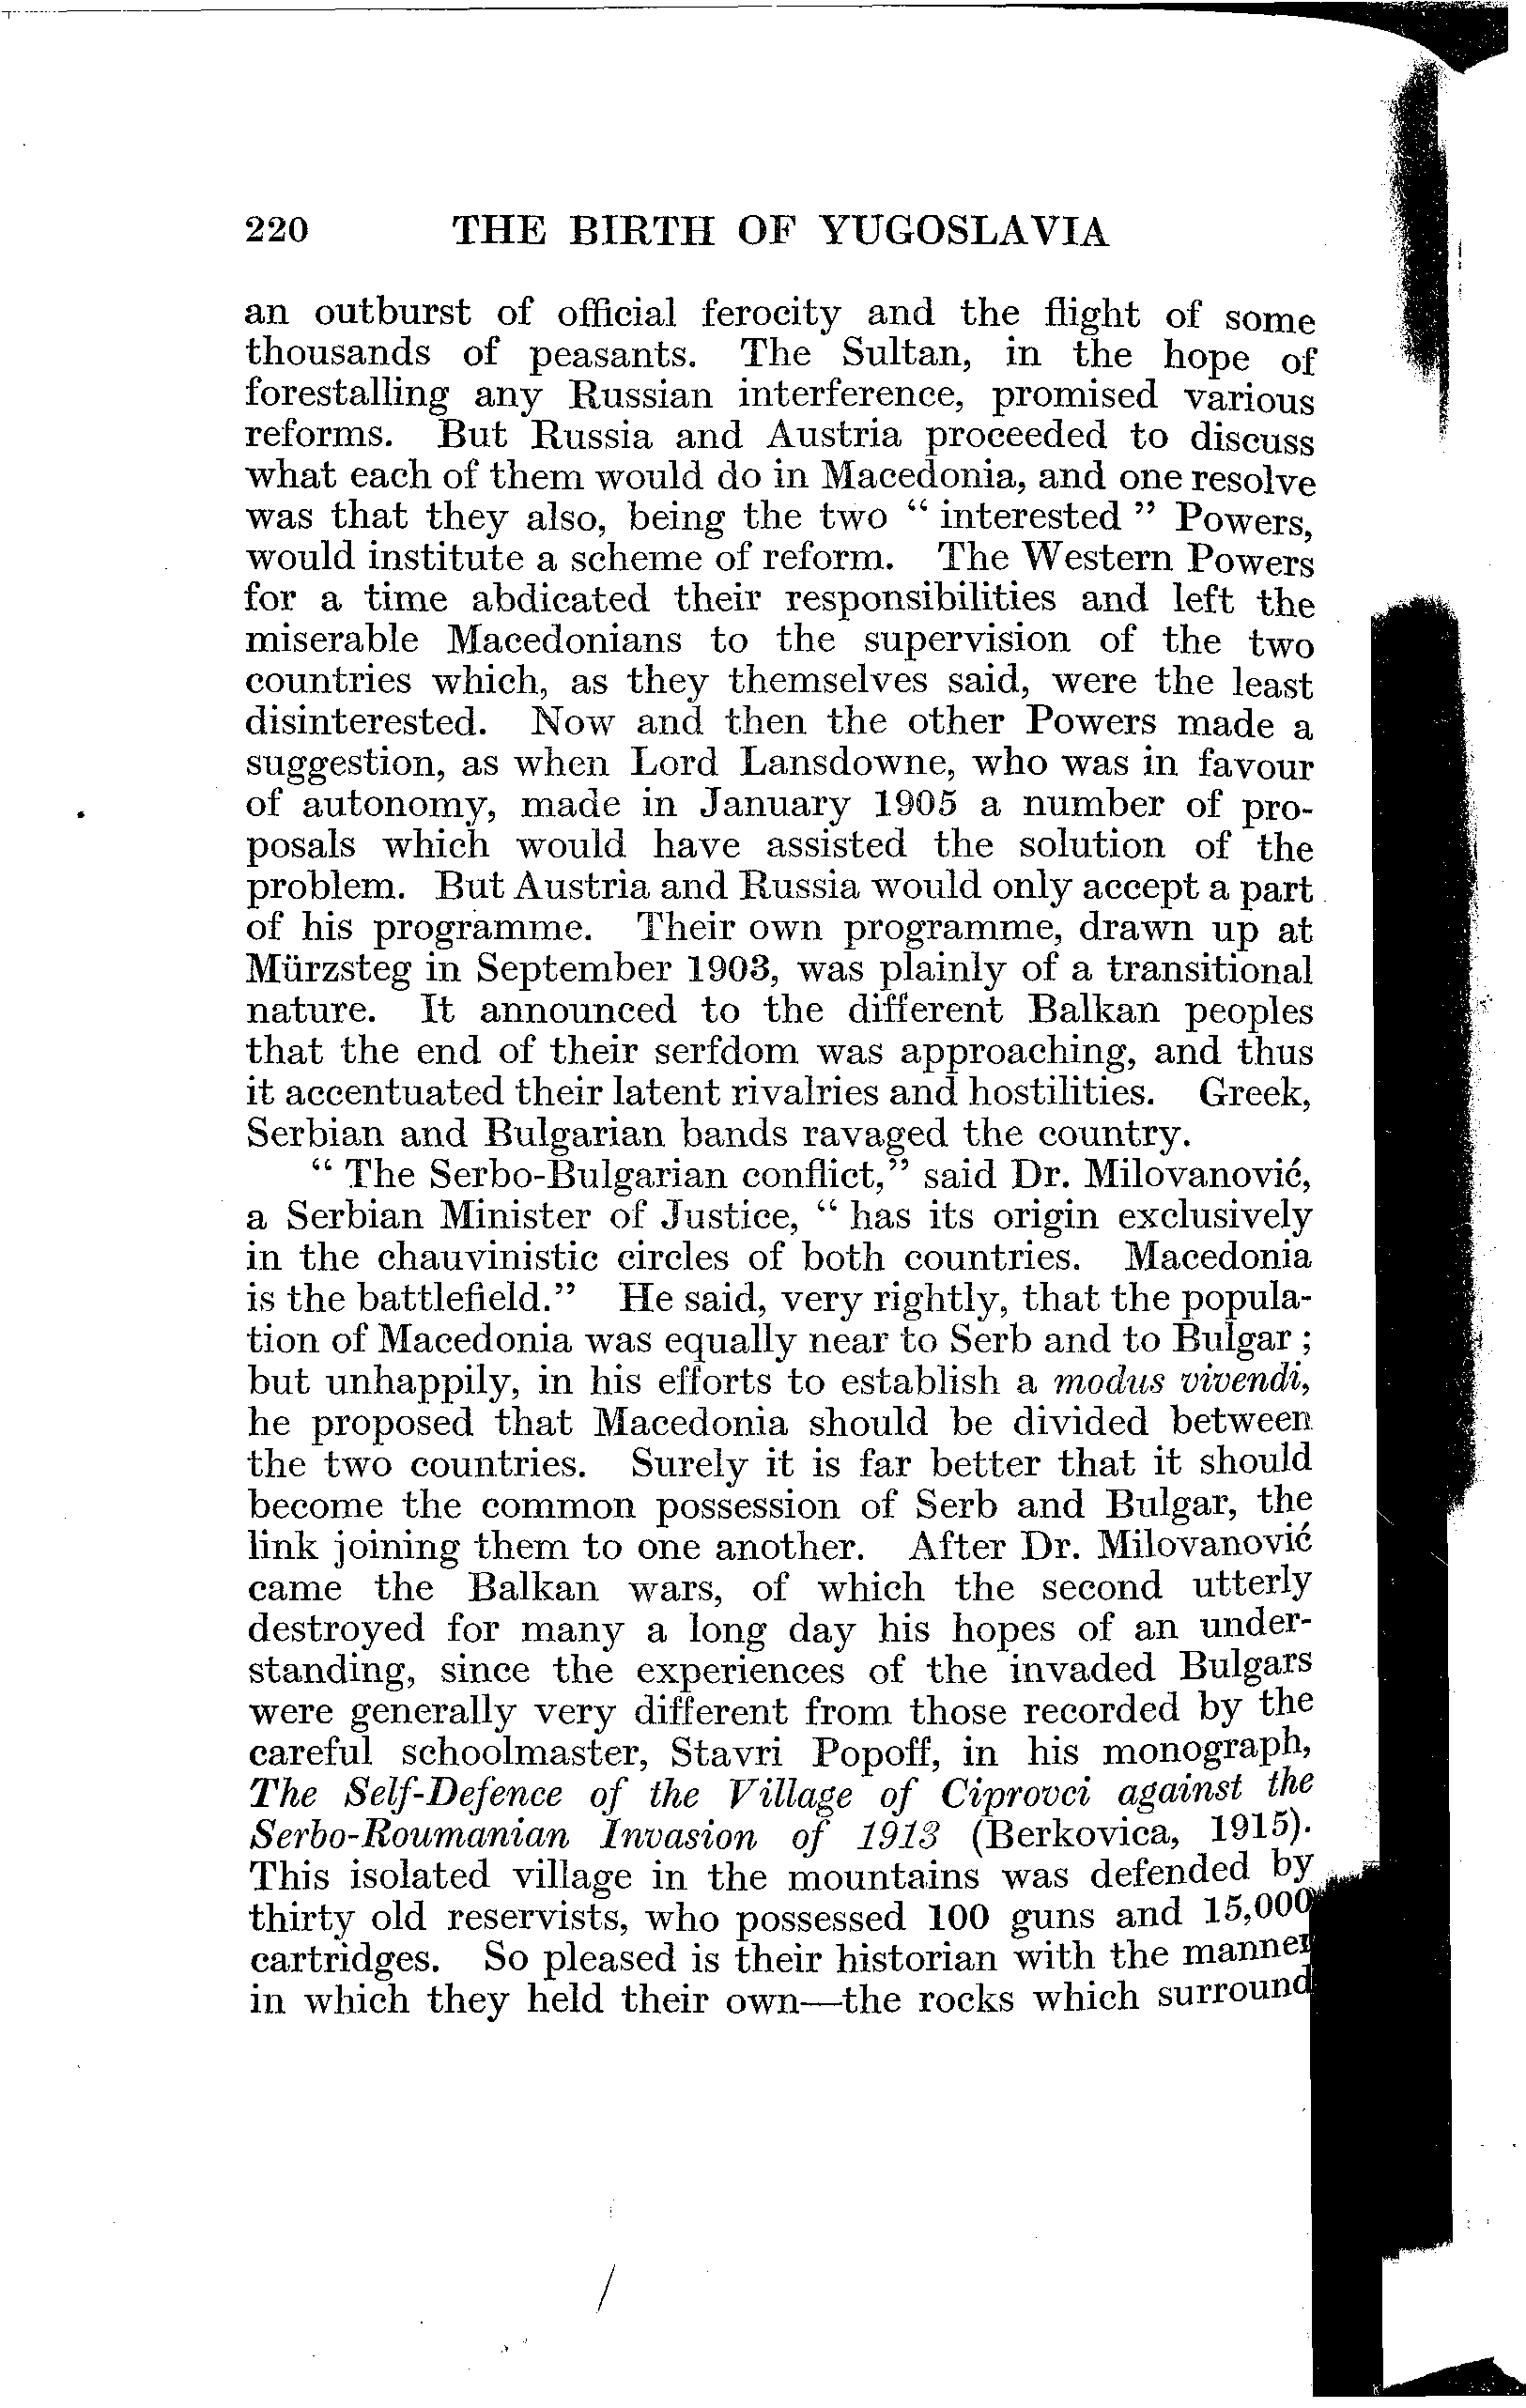 220 THE BIRTH OF YUGOSLAVIA
an outburst of official ferocity and the flight of some
thousands of peasants. The Sultan, in the hope of
forestalling any Russian interference, promised various
reforms. But Russia and Austria proceeded to discuss
what each of them would do in Macedonia, and one resolve
was that they also, being the two “ interested ” Powers,
would institute a scheme of reform. The Western Powers
for a time abdicated their responsibilities and left the
miserable Macedonians to the supervision of the two
countries which, as they themselves said, were the least
disinterested. Now and then the other Powers made a
suggestion, as when Lord Lansdowne, who was in favour
of autonomy, made in January 1905 a number of pro-
posals which would have assisted the solution of the
problem. But Austria and Russia would only accept a part
of his programme. Their own programme, drawn up at
Mürzsteg in September 1903, was plainly of a transitional
nature. It announced to the different Balkan peoples
that the end of their serfdom was approaching, and thus
it accentuated their latent rivalries and hostilities. Greek,
Serbian and Bulgarian bands ravaged the country.
“ The Serbo-Bulgarian conflict,” said Dr. Milovanović,
a Serbian Minister of Justice, “ has its origin exclusively
in the chauvinistic circles of both countries. Macedonia
is the battlefield.” He said, very rightly, that the popula-
tion of Macedonia was equally near to Serb and to Bulgar ;
but unhappily, in his efforts to establish a modus vivendi,
he proposed that Macedonia should be divided between
the two countries. Surely it is far better that it should
become the common possession of Serb and Bulgar, the
link joining them to one another. After Dr. Milovanović
came the Balkan wars, of which the second utterly
destroyed for many a long day his hopes of an under-
standing, since the experiences of the invaded Bulgars
were generally very different from those recorded by the
careful schoolmaster, Stavri Popoff, in his monograph,
The Self-Defence of the Village of Ciprovci against the
Serbo-Roumanian Invasion of 1913 (Berkovica, 1915).
This isolated village in the mountains was defended by
thirty old reservists, who possessed 100 guns and 15,000
cartridges. So pleased is their historian with the manner
in which they held their own—the rocks which surround